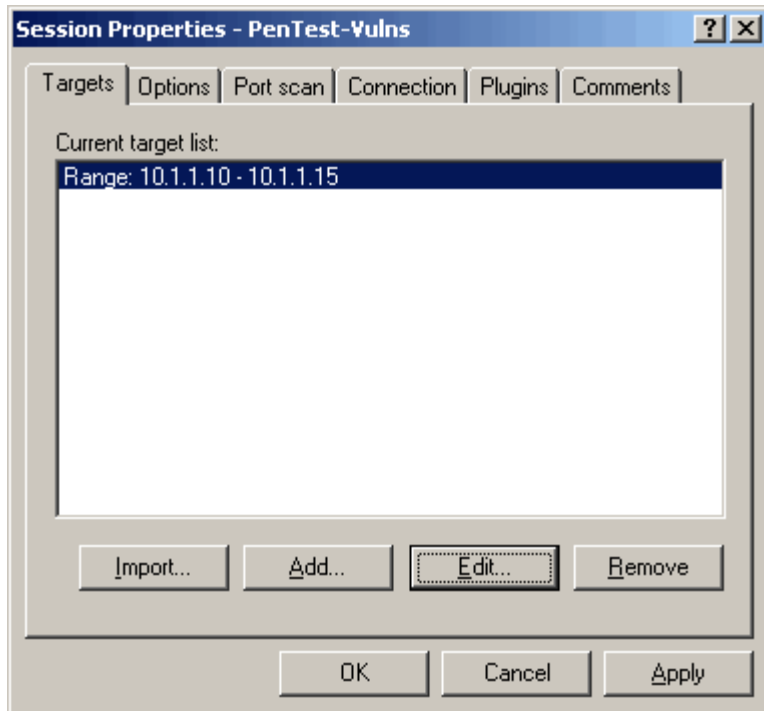 Session Properties - PenTest-Vulns
Targets Options Port scan Connection Plugins Comments
Current target list:
Range: 10.1.1.10 - 10.1.1.15
Import... Add... Edit... Remove
OK Cancel Apply